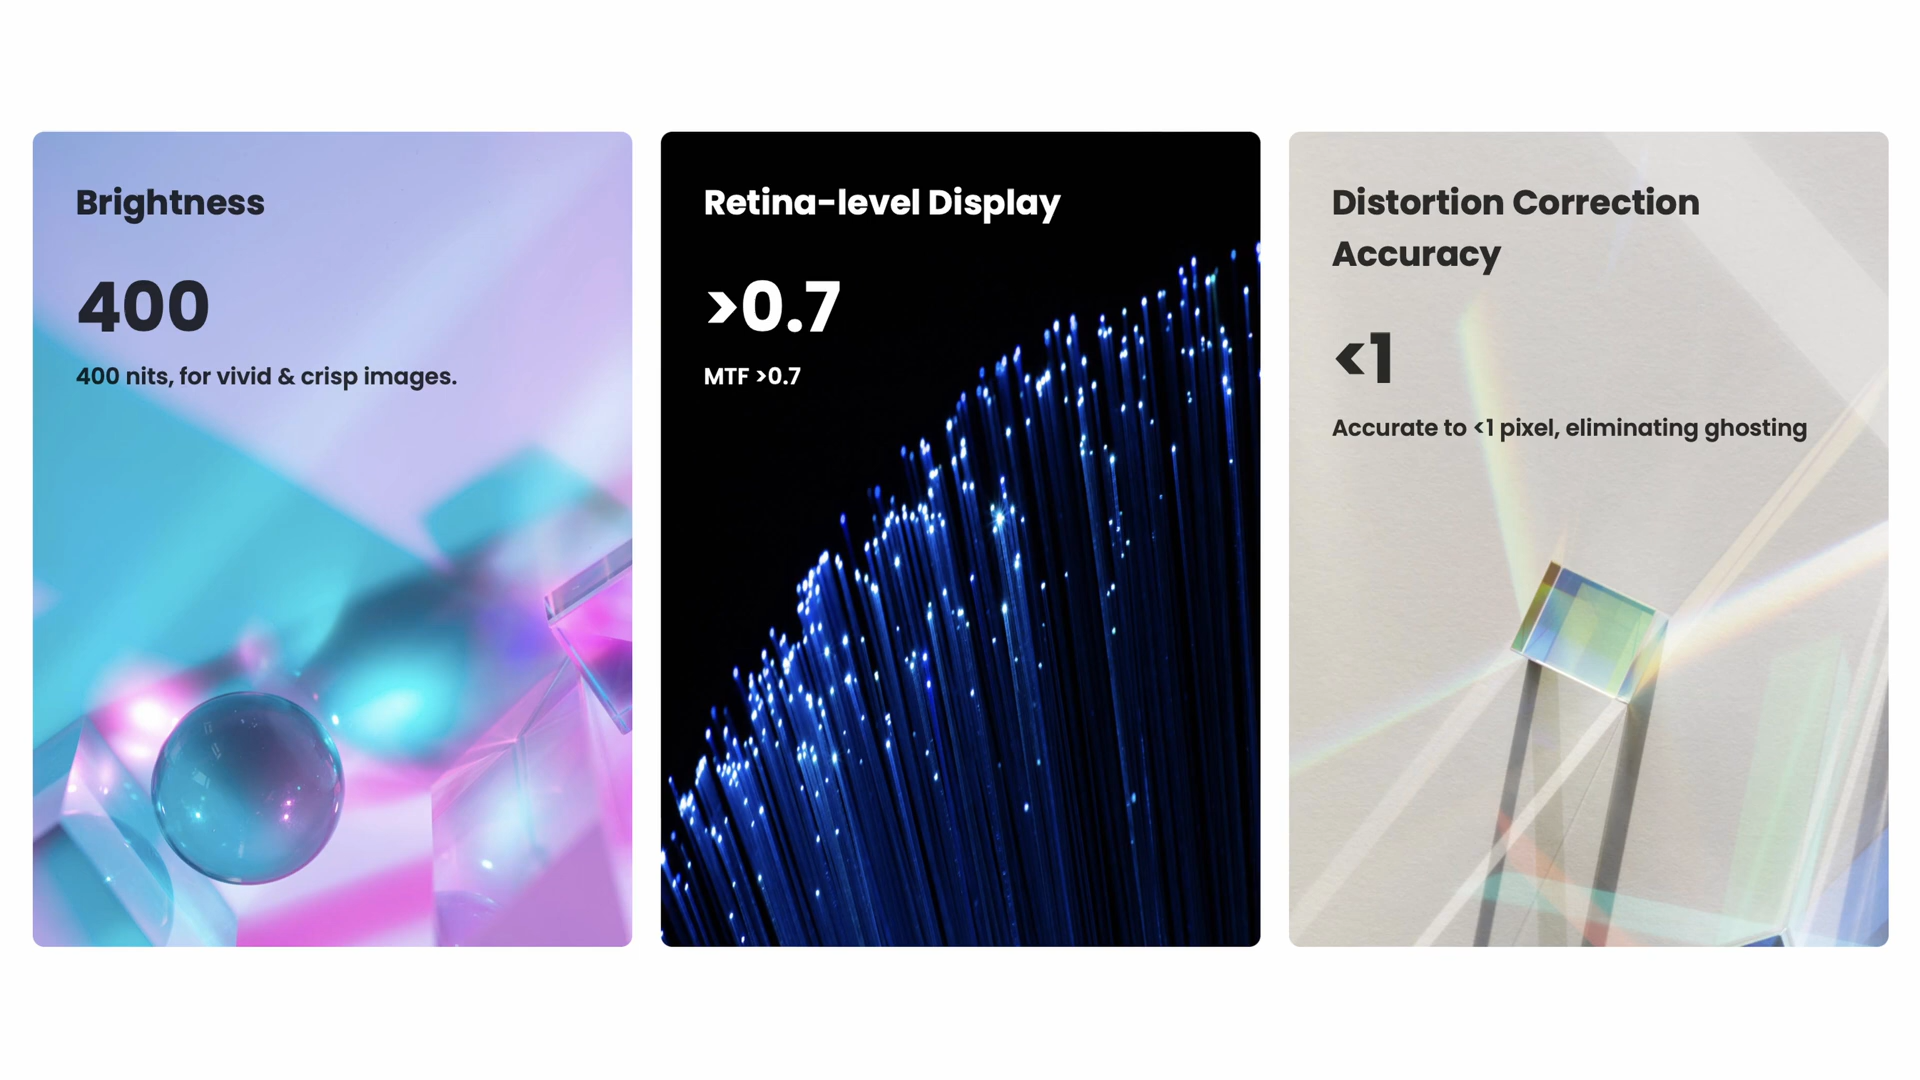 Brightness
400
400 nits, for vivid & crisp images.
Retina-level Display
>0.7
MTF >0.7
Distortion Correction
Accuracy
<1
Accurate to <1 pixel, eliminating ghosting